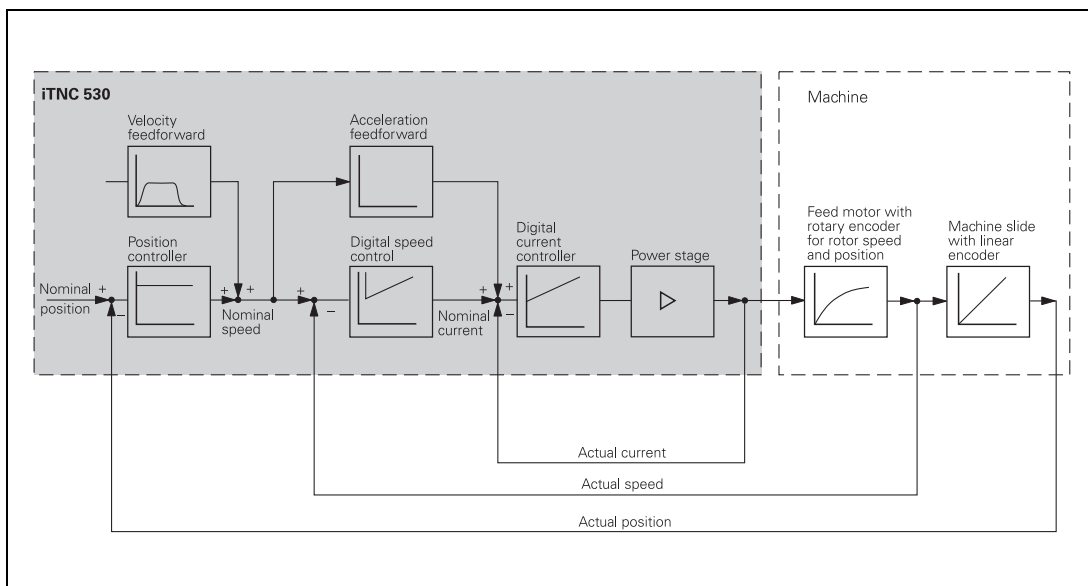 iTNC 530
Machine
Velocity
feedforward
Acceleration
feedforward
Position
controller
Digital speed
control
Digital
current
controller
Power stage
Feed motor with
rotary encoder
for rotor speed
and position
Machine slide
with linear
encoder
Nominal
position
+
−
+
+
Nominal
speed
+
−
+
Nominal
current
+
−
Actual current
Actual speed
Actual position